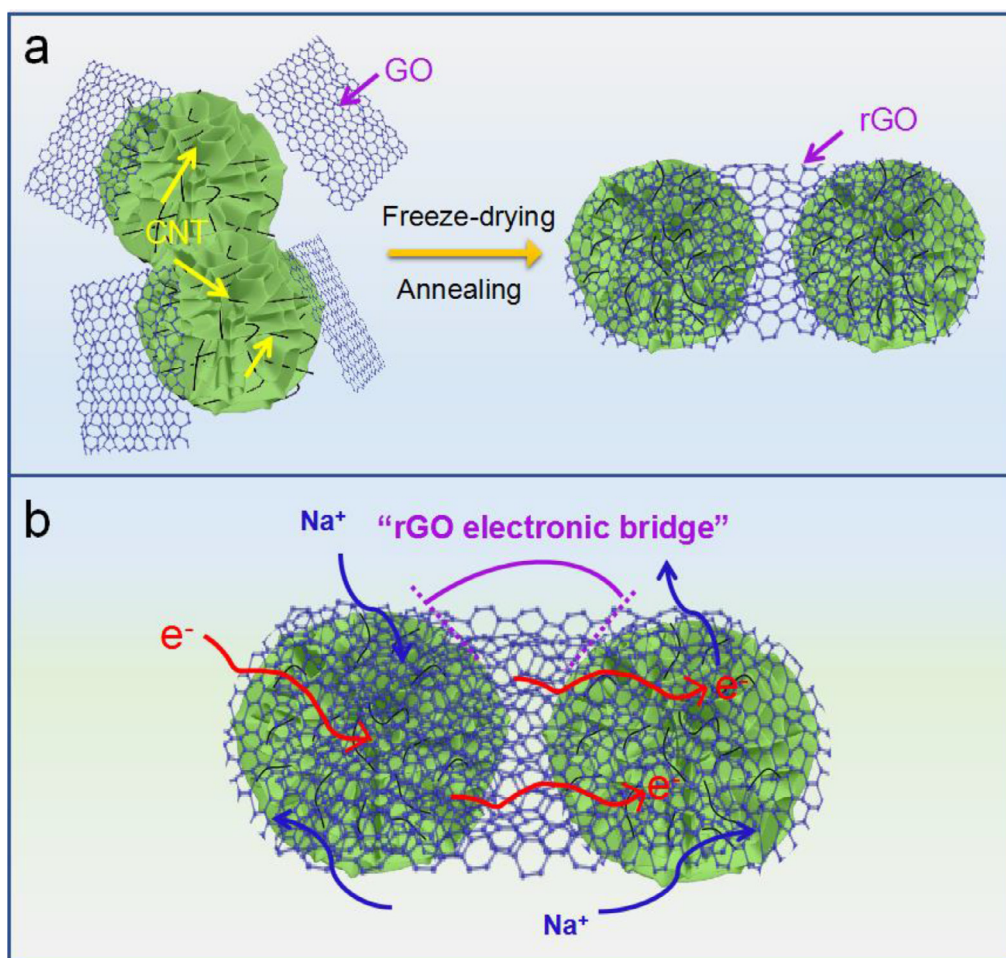 a
GO
CNT
Freeze-drying
Annealing
rGO
b
Na⁺
“rGO electronic bridge”
e⁻
e⁻
e⁻
Na⁺